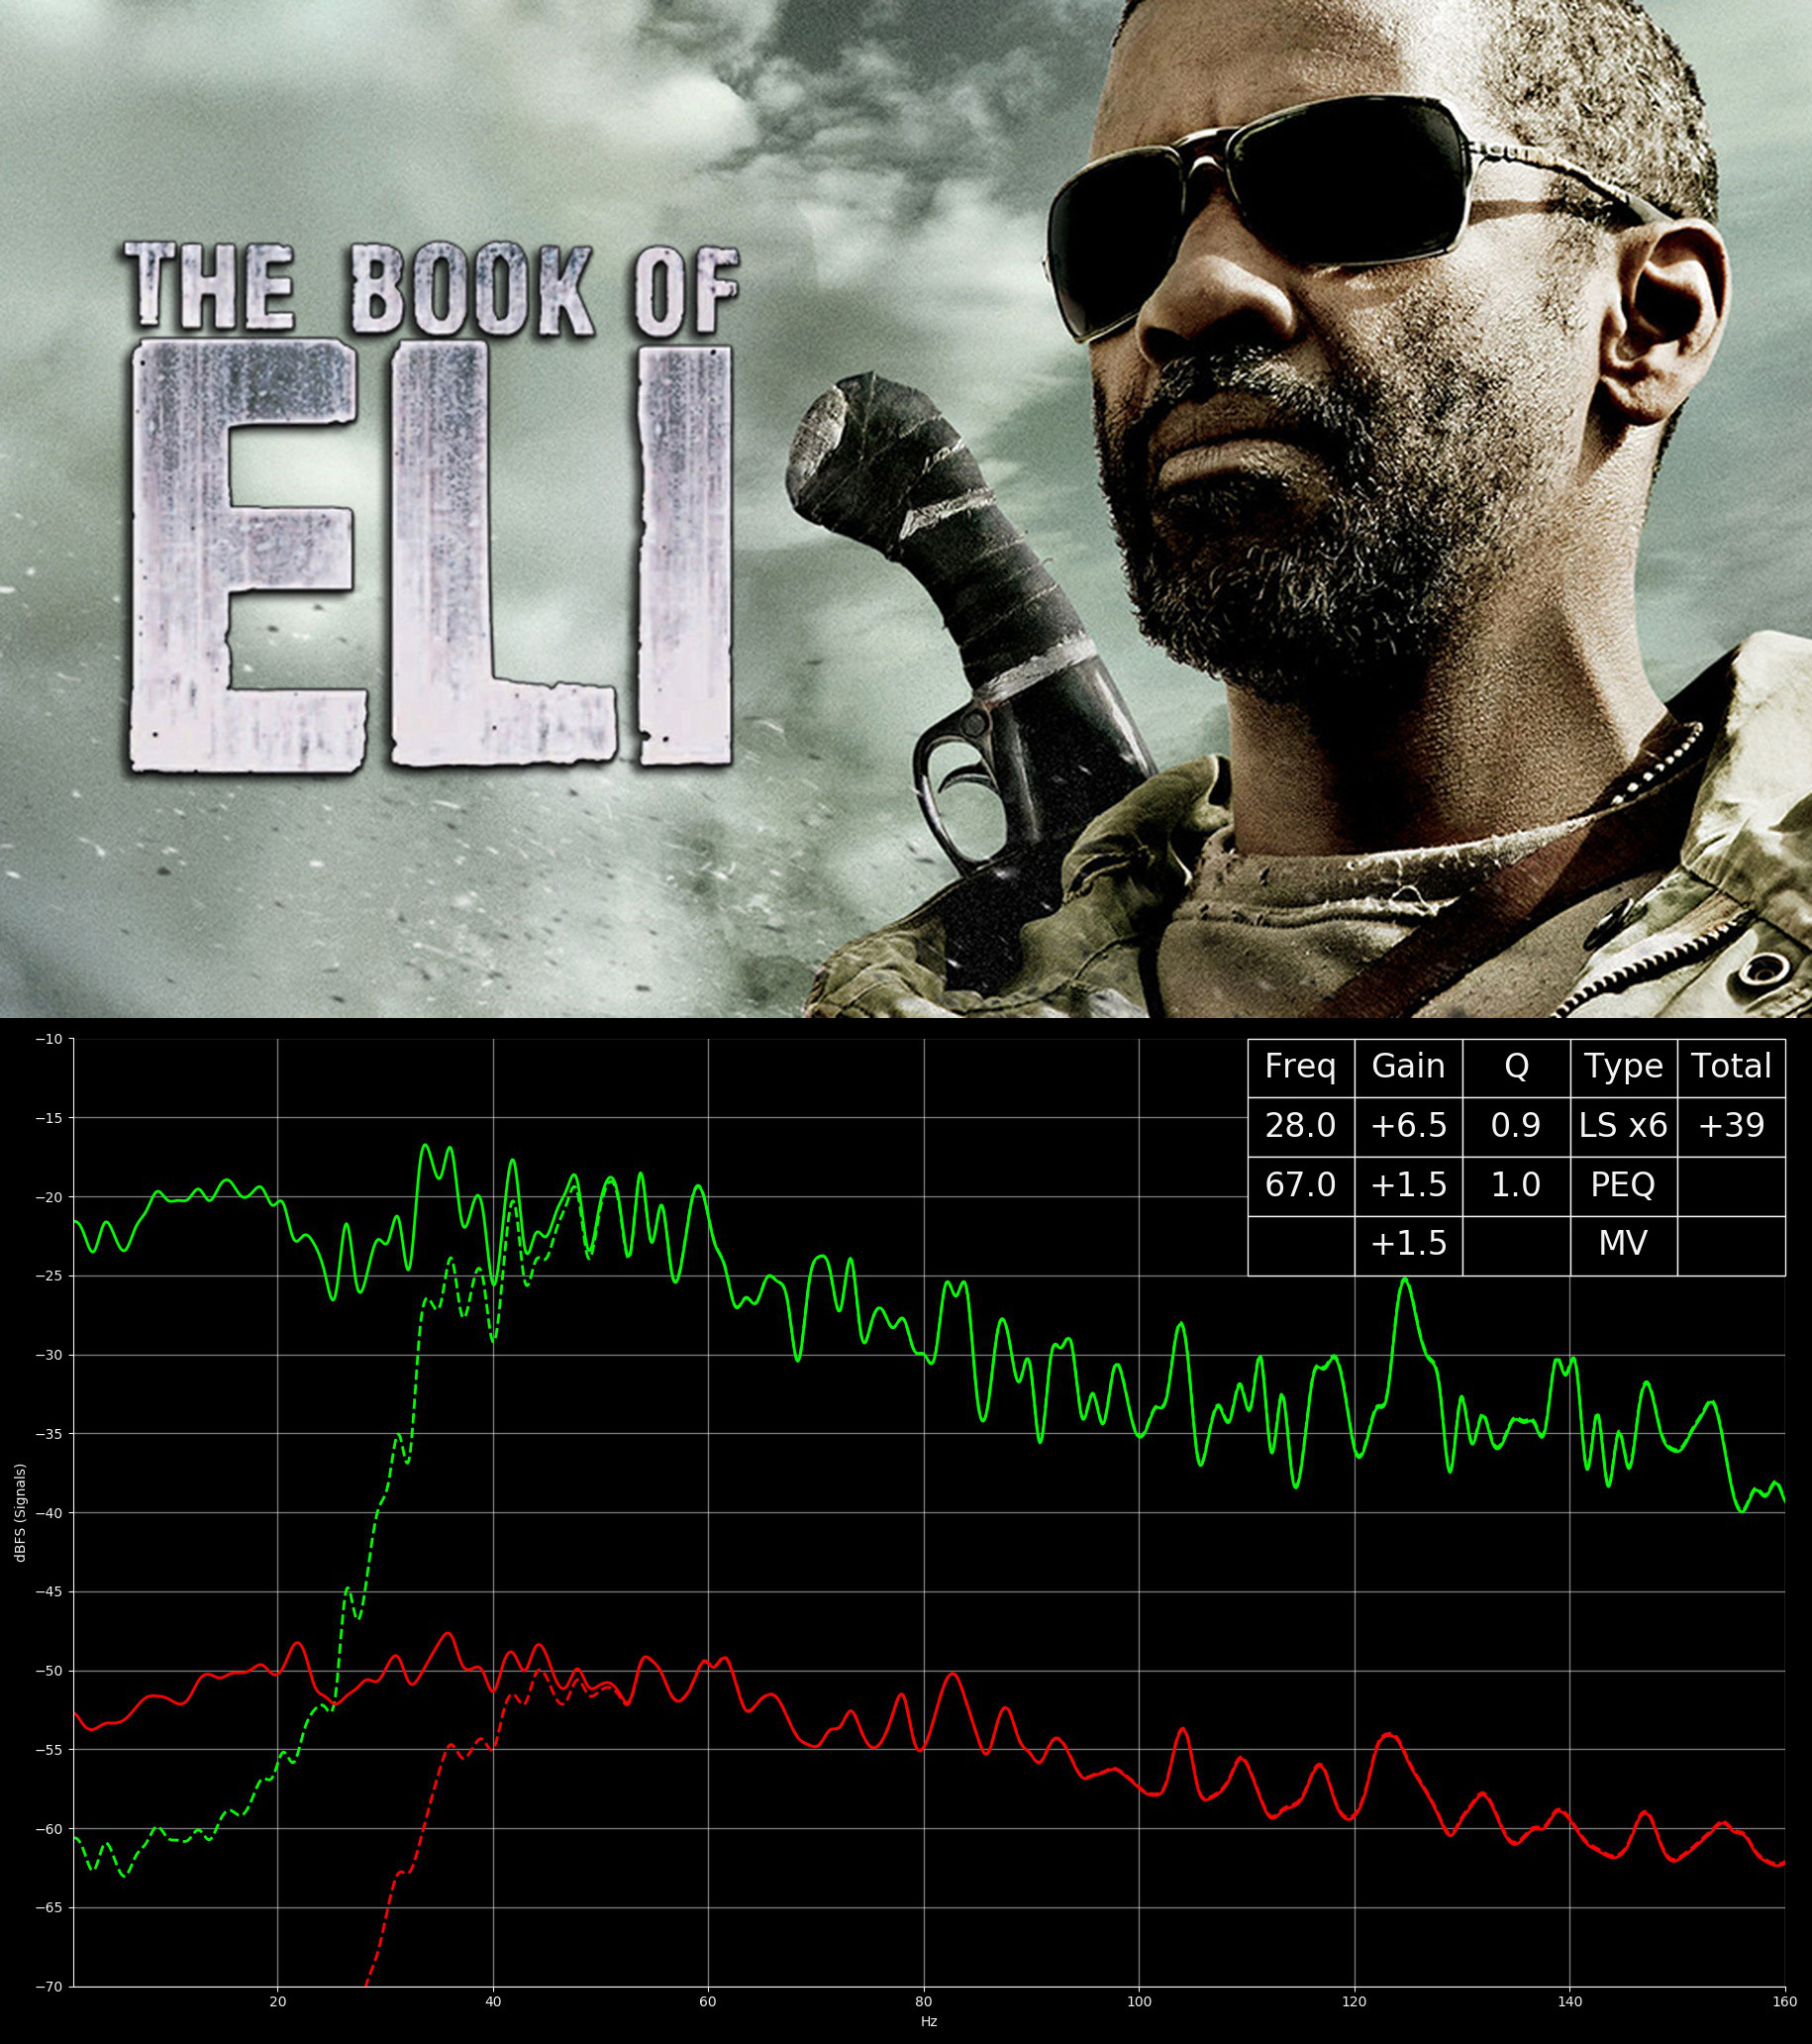 THE BOOK OF
ELI
Freq Gain Q Type Total
28.0 +6.5 0.9 LS x6 +39
67.0 +1.5 1.0 PEQ
+1.5 MV
−10
−15
−20
−25
−30
−35
−40
−45
−50
−55
−60
−65
−70
dBFS (Signals)
20 40 60 80 100 120 140 160
Hz